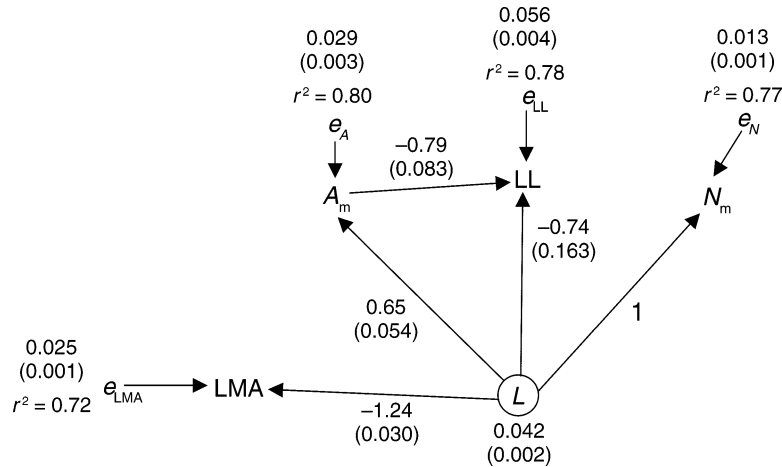 0.056
(0.004)
r² = 0.78
e_LL
0.029
(0.003)
r² = 0.80
e_A
0.013
(0.001)
r² = 0.77
e_N
–0.79
(0.083)
A_m
LL
N_m
–0.74
(0.163)
0.65
(0.054)
1
0.025
(0.001)
r² = 0.72
e_LMA
LMA
L
–1.24
(0.030)
0.042
(0.002)